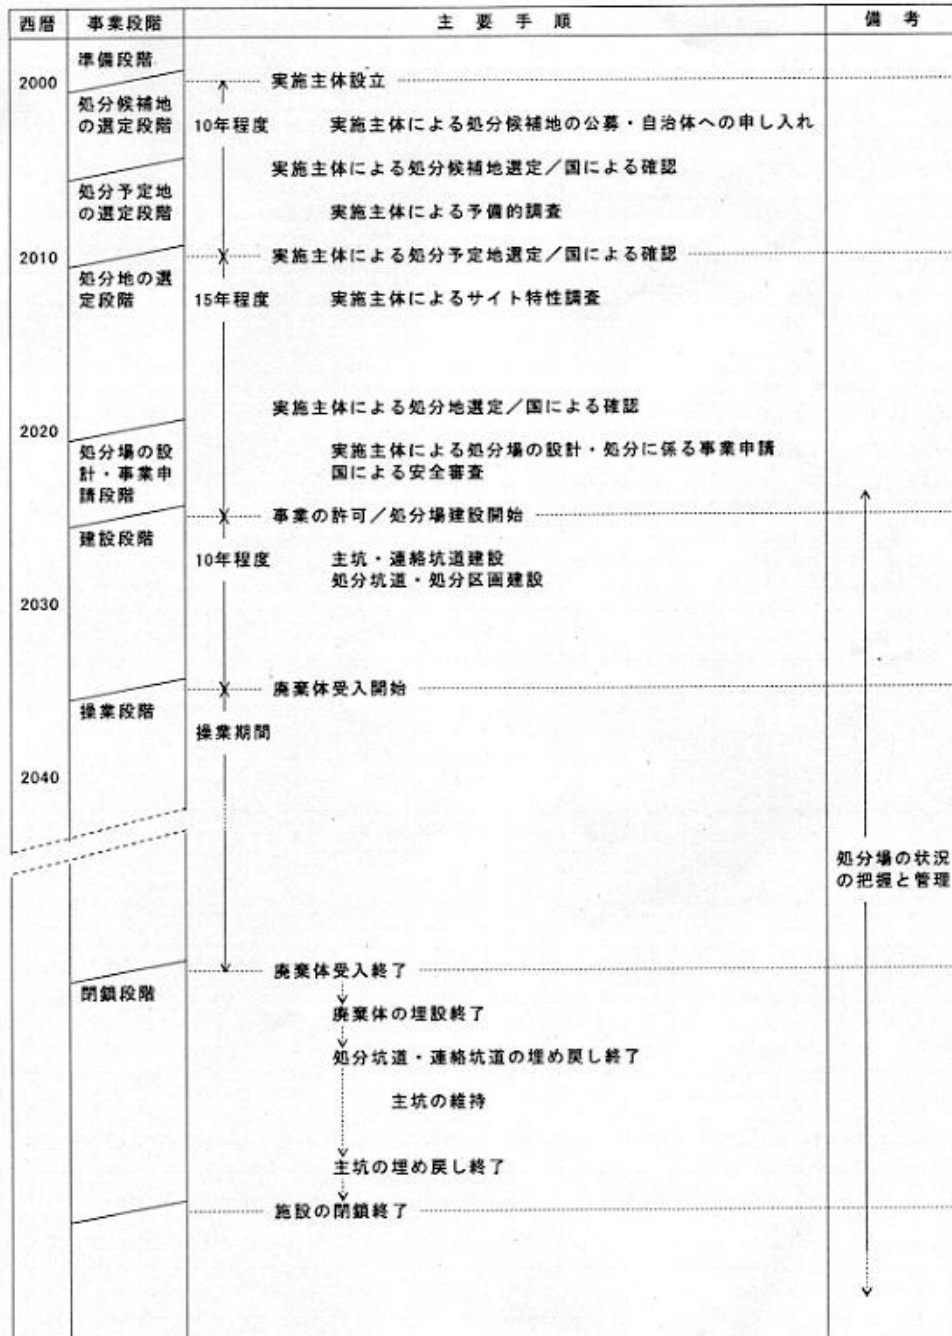 西暦 事業段階 主要手順 備考
準備段階
2000 実施主体設立
処分候補地
の選定段階 10年程度 実施主体による処分候補地の公募・自治体への申し入れ
実施主体による処分候補地選定／国による確認
処分予定地
の選定段階 実施主体による予備的調査
2010 実施主体による処分予定地選定／国による確認
処分地の選
定段階 15年程度 実施主体によるサイト特性調査
実施主体による処分地選定／国による確認
2020
処分場の設 実施主体による処分場の設計・処分に係る事業申請
計・事業申 国による安全審査
請段階
事業の許可／処分場建設開始
建設段階
10年程度 主坑・連絡坑道建設
処分坑道・処分区画建設
2030
廃棄体受入開始
操業段階
操業期間
2040
処分場の状況
の把握と管理
廃棄体受入終了
閉鎖段階
廃棄体の埋設終了
処分坑道・連絡坑道の埋め戻し終了
主坑の維持
主坑の埋め戻し終了
施設の閉鎖終了